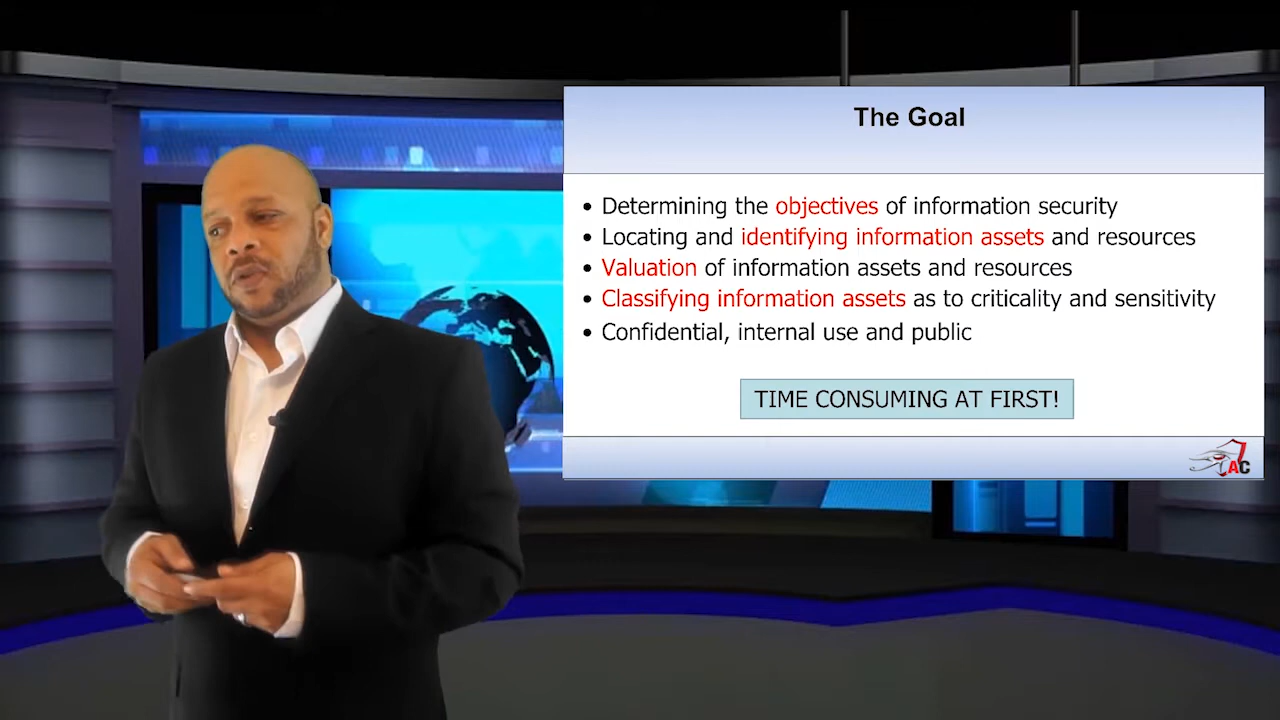 The Goal
• Determining the objectives of information security
• Locating and identifying information assets and resources
• Valuation of information assets and resources
• Classifying information assets as to criticality and sensitivity
• Confidential, internal use and public
TIME CONSUMING AT FIRST!
AC